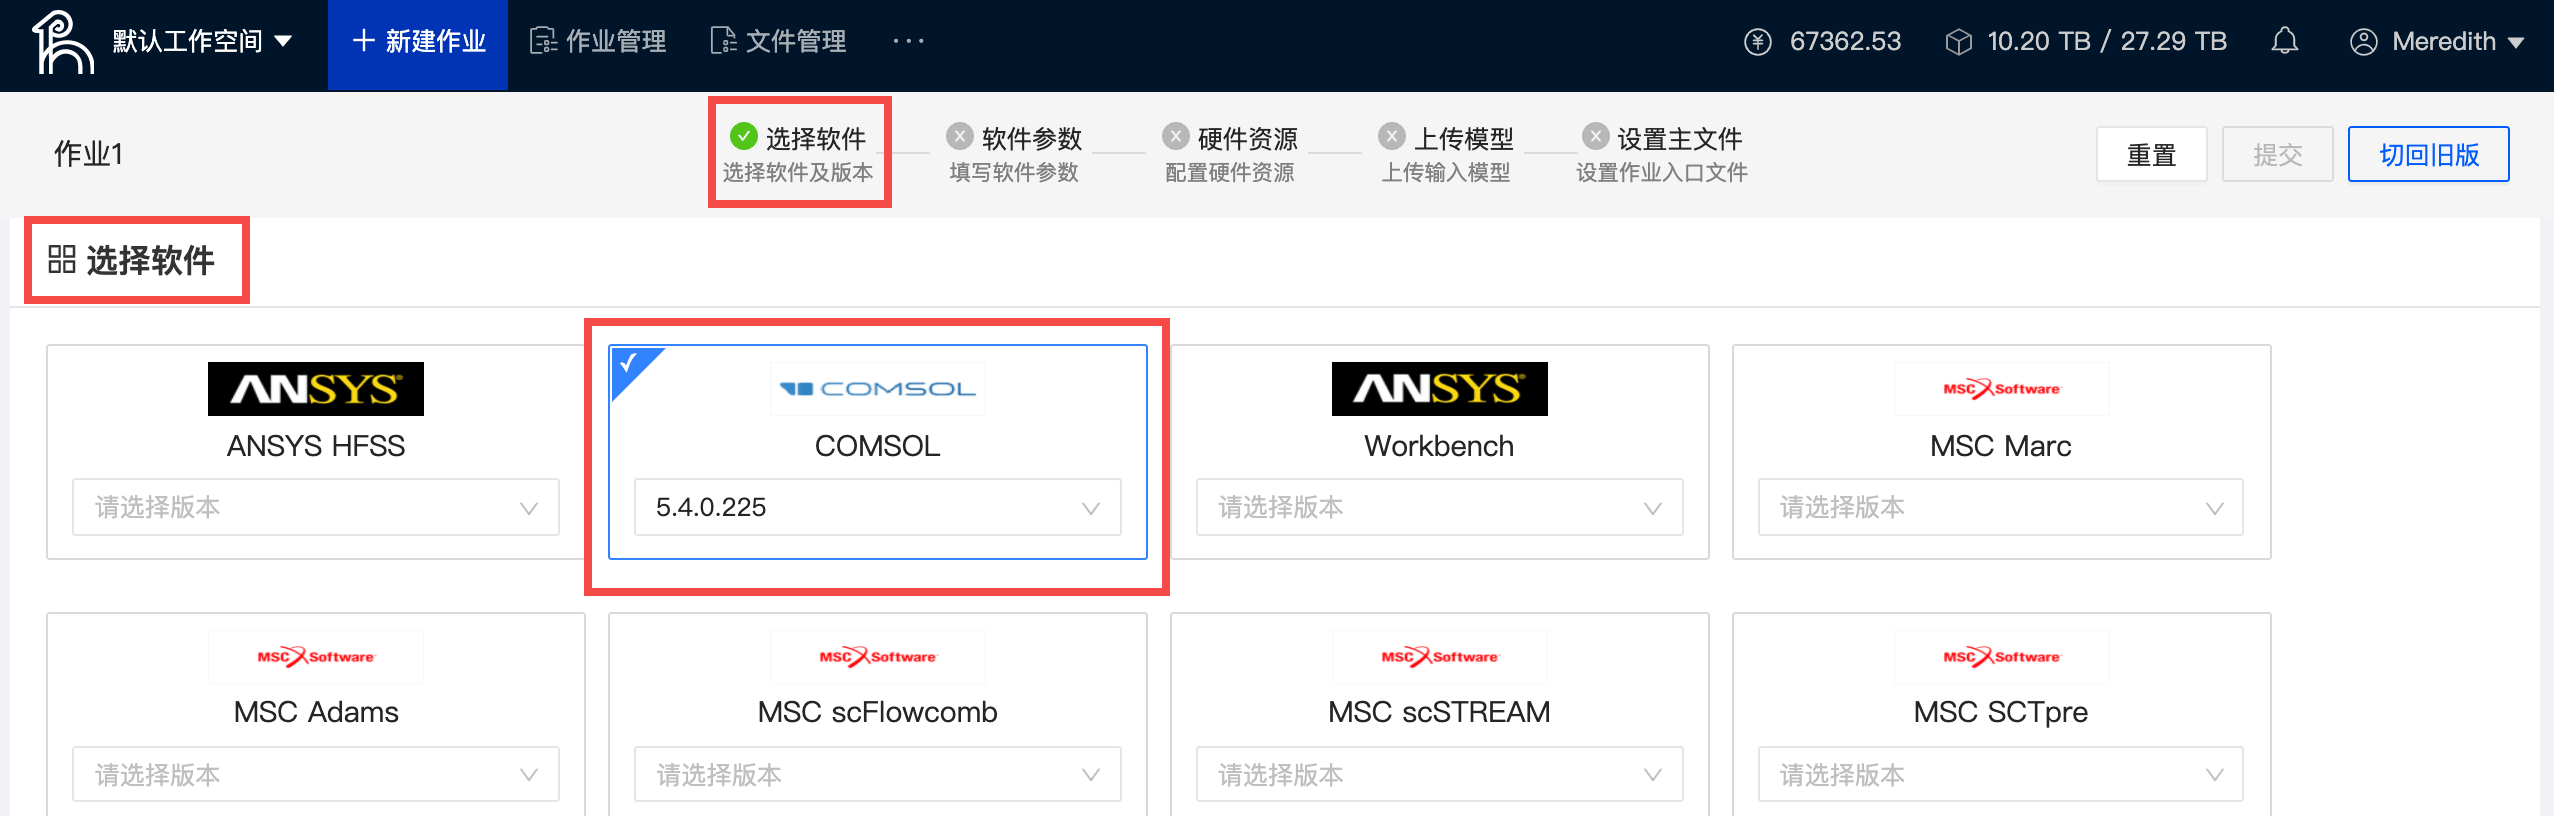 默认工作空间
新建作业
作业管理
文件管理
···
67362.53
10.20 TB / 27.29 TB
Meredith
作业1
选择软件
选择软件及版本
软件参数
填写软件参数
硬件资源
配置硬件资源
上传模型
上传输入模型
设置主文件
设置作业入口文件
重置
提交
切回旧版
选择软件
ANSYS
ANSYS HFSS
请选择版本
COMSOL
COMSOL
5.4.0.225
ANSYS
Workbench
请选择版本
MSC Software
MSC Marc
请选择版本
MSC Software
MSC Adams
请选择版本
MSC Software
MSC scFlowcomb
请选择版本
MSC Software
MSC scSTREAM
请选择版本
MSC Software
MSC SCTpre
请选择版本